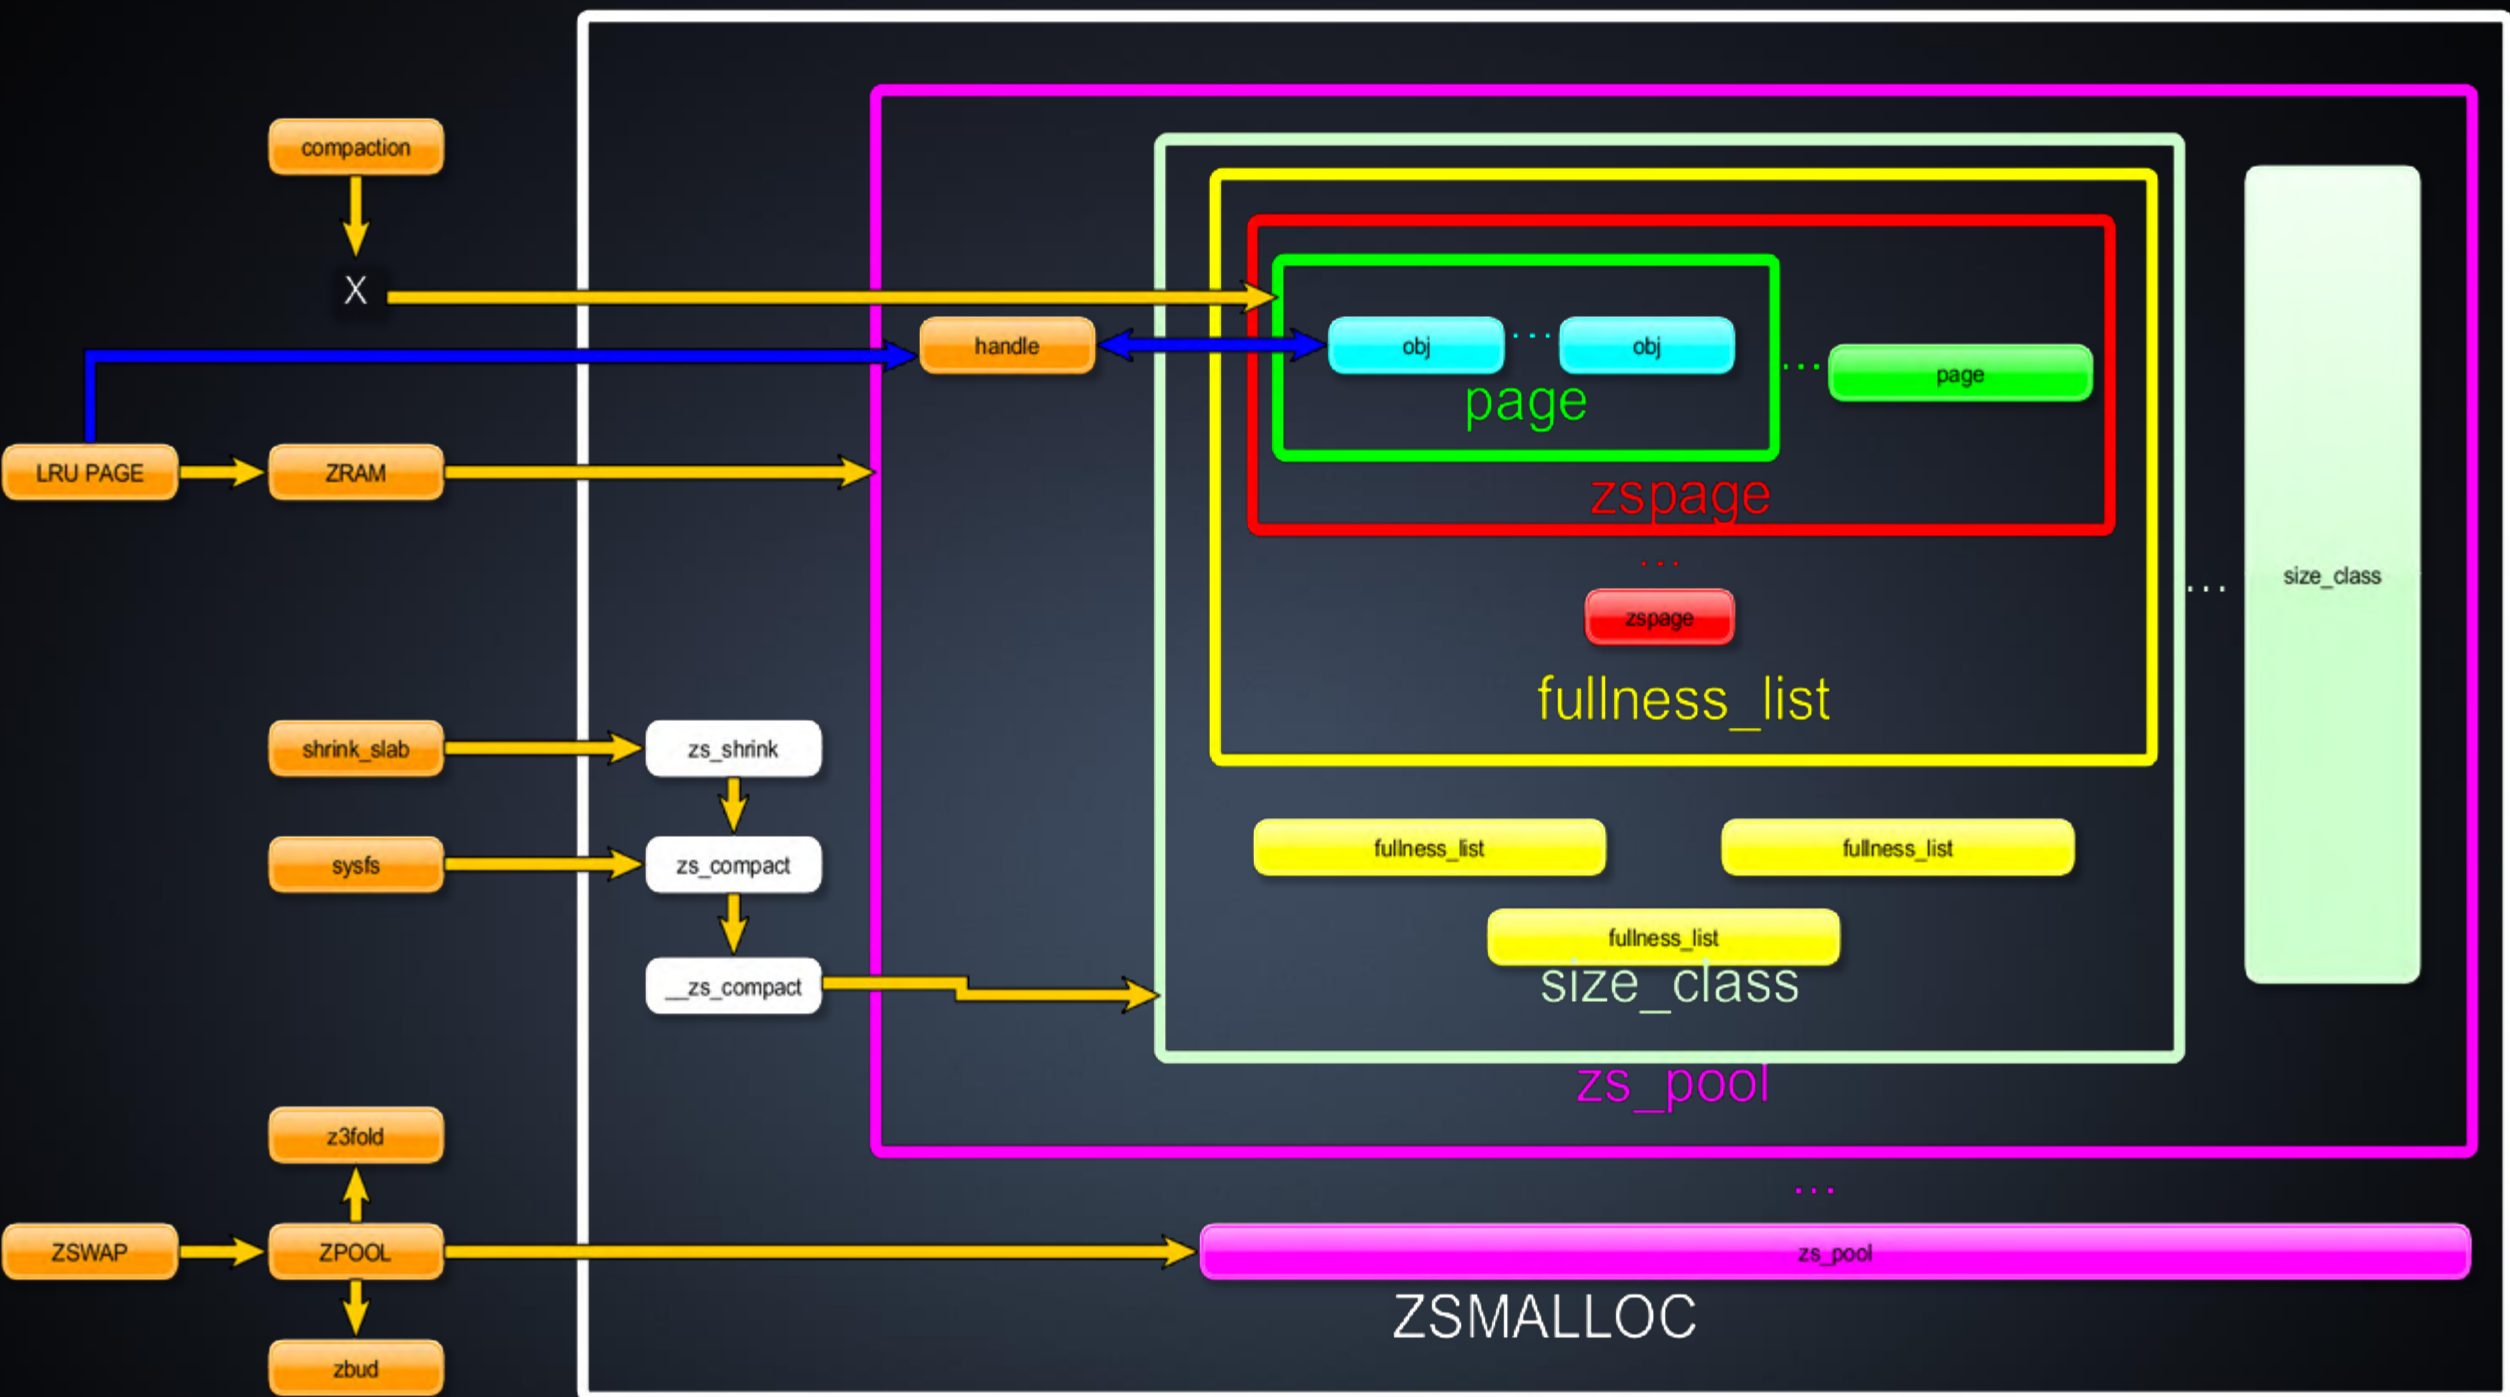 compaction
X
handle
obj
...
obj
page
...
page
LRU PAGE
ZRAM
zspage
...
zspage
...
size_class
fullness_list
shrink_slab
zs_shrink
sysfs
zs_compact
fullness_list
fullness_list
fullness_list
__zs_compact
size_class
zs_pool
z3fold
...
ZSWAP
ZPOOL
zs_pool
ZSMALLOC
zbud